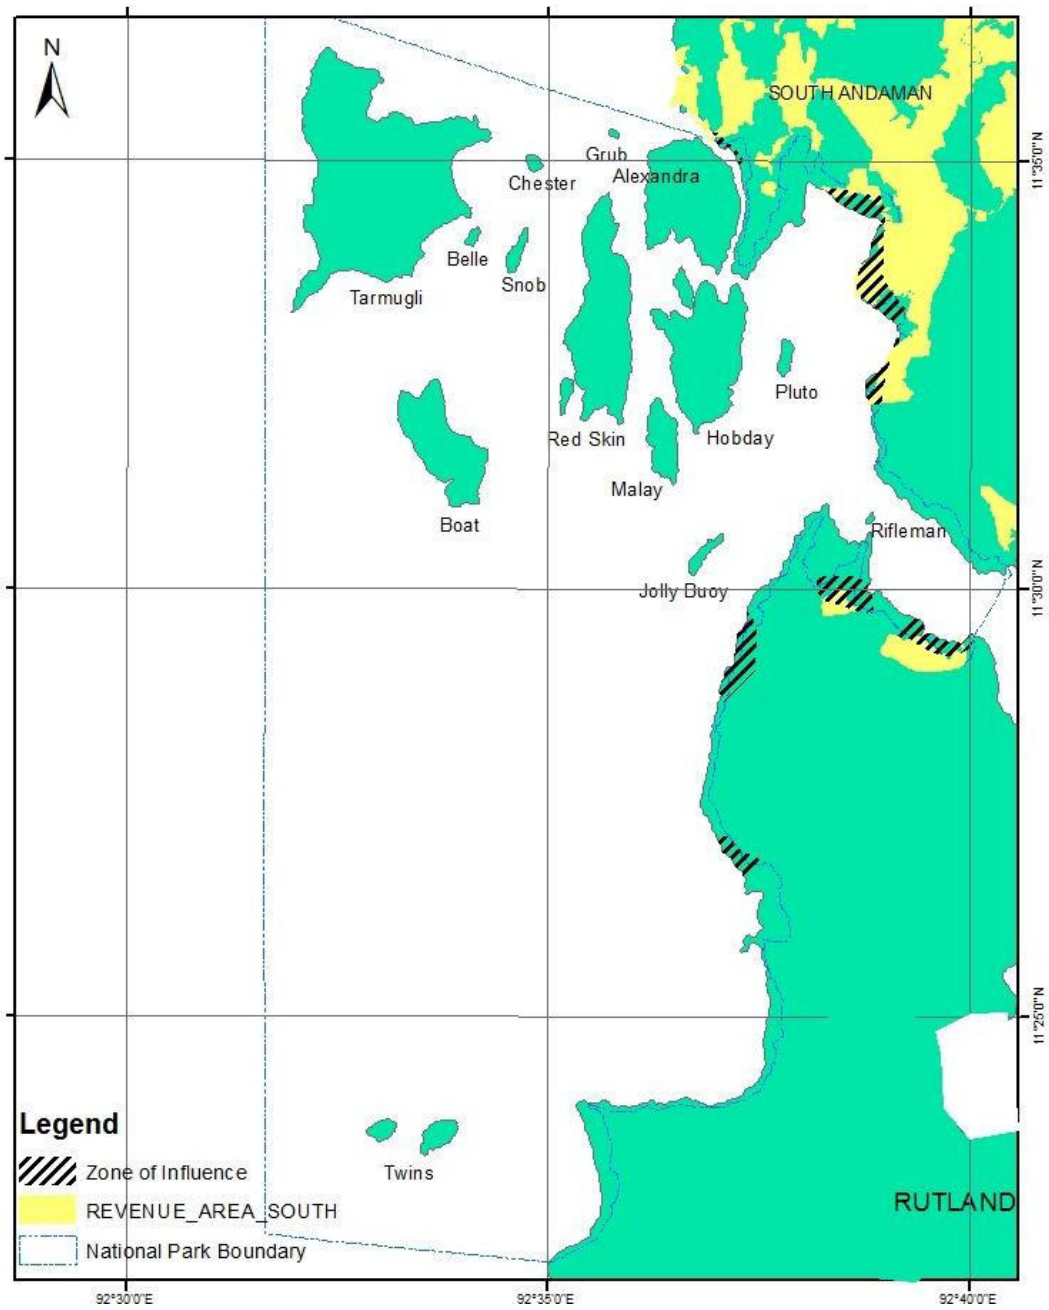 N
SOUTH ANDAMAN
Grub
Alexandra
Chester
Belle
Snob
Tarmugli
Pluto
Red Skin
Hobday
Malay
Boat
Rifleman
Jolly Buoy
Twins
RUTLAND
11°35'0"N
11°30'0"N
11°25'0"N
Legend
Zone of Influence
REVENUE_AREA_SOUTH
National Park Boundary
92°30'0"E
92°35'0"E
92°40'0"E